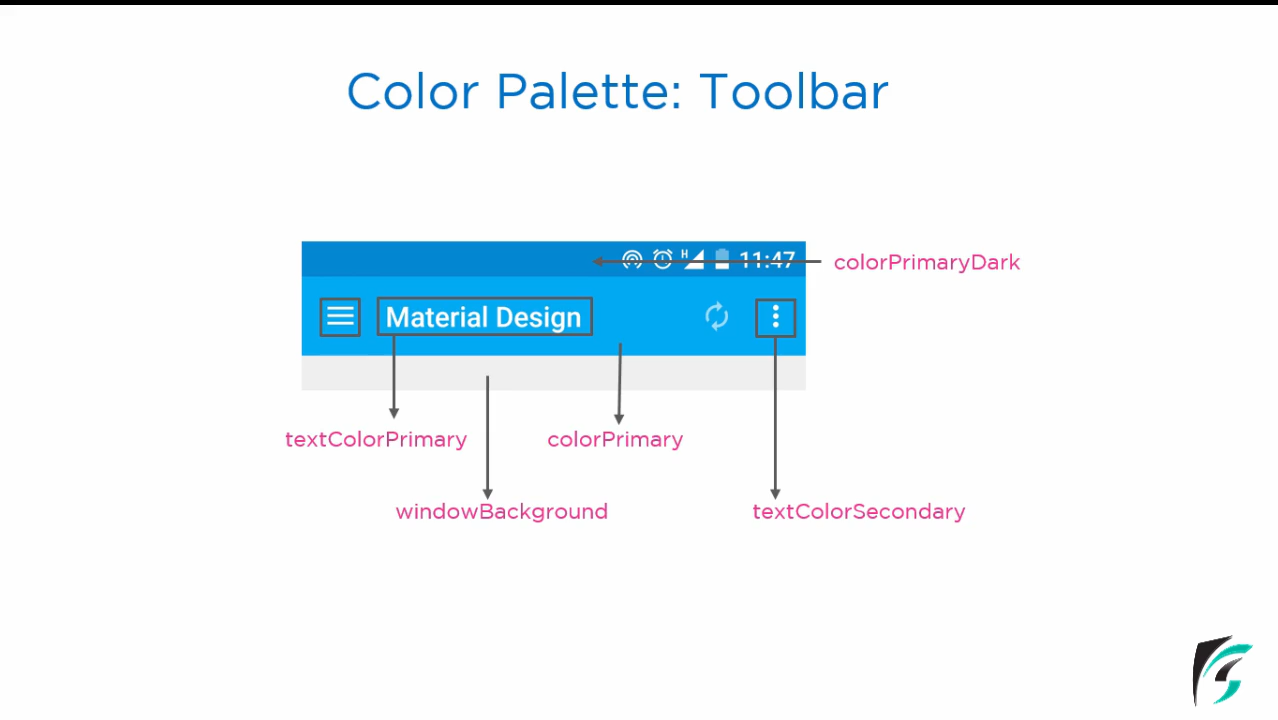 Color Palette: Toolbar
H 11:47
colorPrimaryDark
Material Design
textColorPrimary
colorPrimary
windowBackground
textColorSecondary